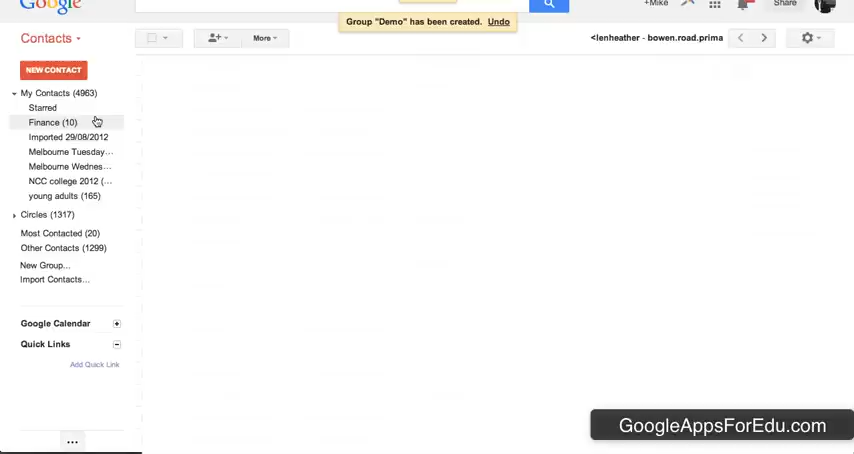 Google
+Mike
Share
Group "Demo" has been created. Undo
Contacts
More
<lenheather - bowen.road.prima
NEW CONTACT
My Contacts (4963)
Starred
Finance (10)
Imported 29/08/2012
Melbourne Tuesday...
Melbourne Wednes...
NCC college 2012 (...
young adults (165)
Circles (1317)
Most Contacted (20)
Other Contacts (1299)
New Group...
Import Contacts...
Google Calendar
Quick Links
Add Quick Link
...
GoogleAppsForEdu.com